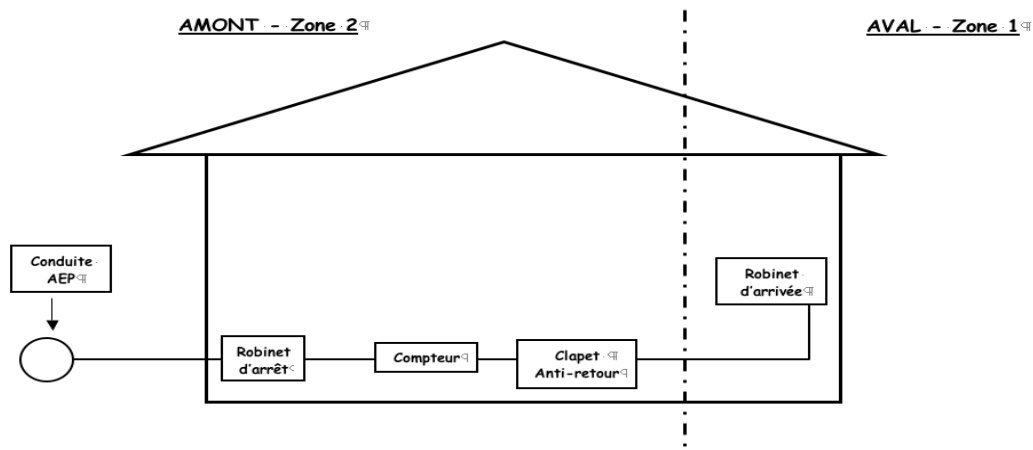 AMONT - Zone 2
AVAL - Zone 1
Conduite
AEP
Robinet
d'arrivée
Robinet
d'arrêt
Compteur
Clapet
Anti-retour